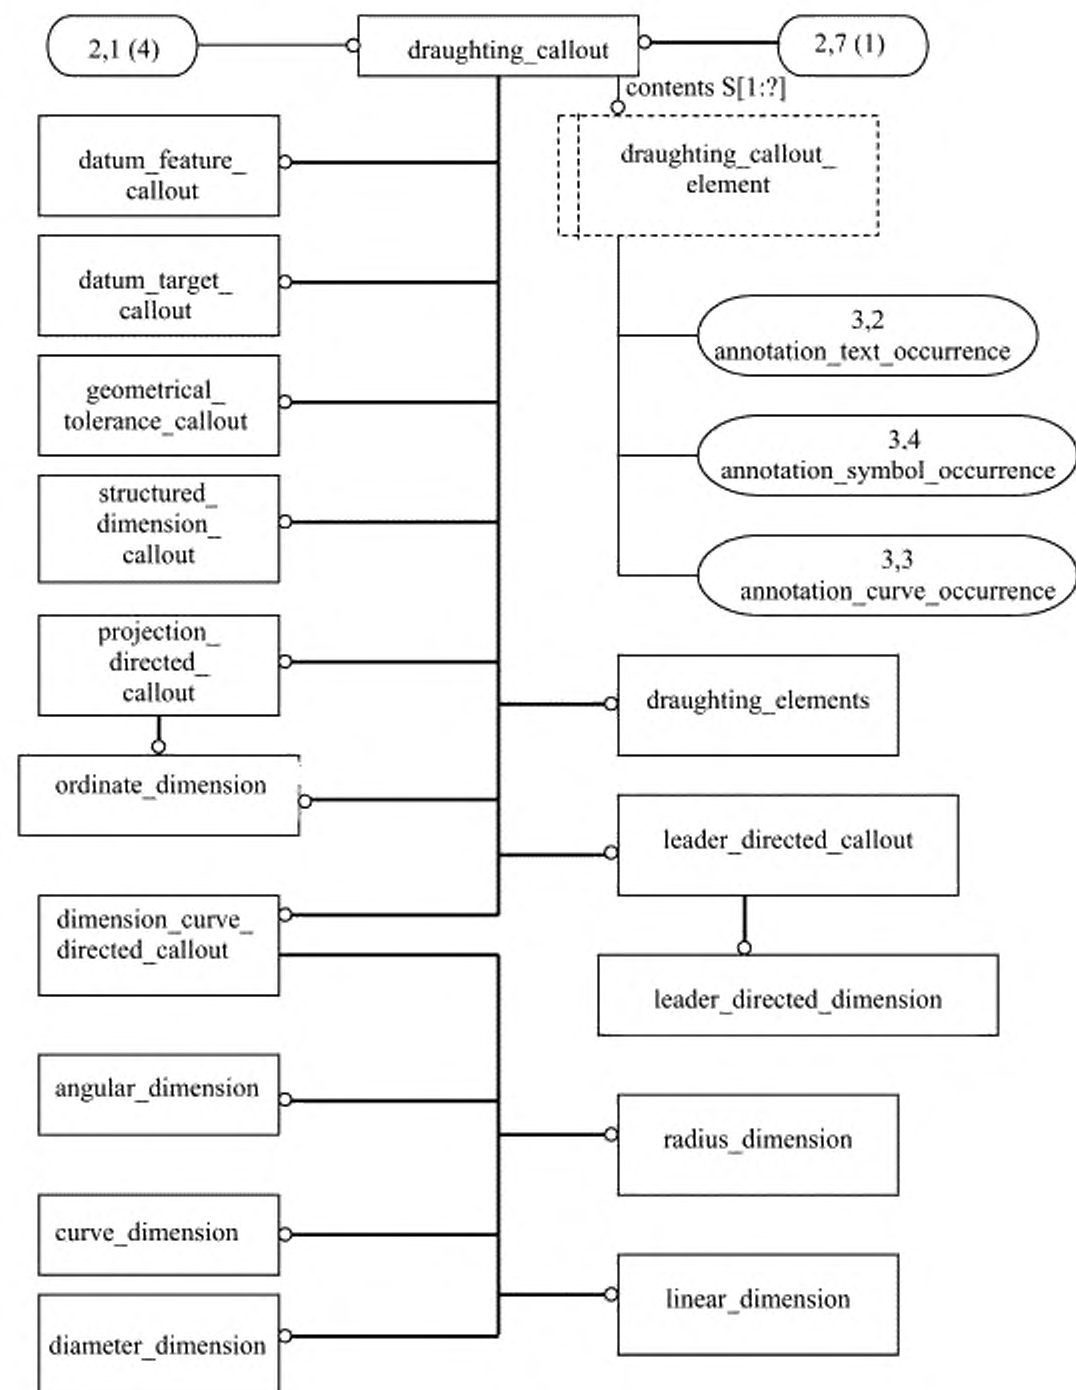 2,1 (4)
draughting_callout
2,7 (1)
contents S[1:?]
datum_feature_
callout
draughting_callout_
element
datum_target_
callout
3,2
annotation_text_occurrence
geometrical_
tolerance_callout
3,4
annotation_symbol_occurrence
structured_
dimension_
callout
3,3
annotation_curve_occurrence
projection_
directed_
callout
draughting_elements
ordinate_dimension
leader_directed_callout
dimension_curve_
directed_callout
leader_directed_dimension
angular_dimension
radius_dimension
curve_dimension
linear_dimension
diameter_dimension